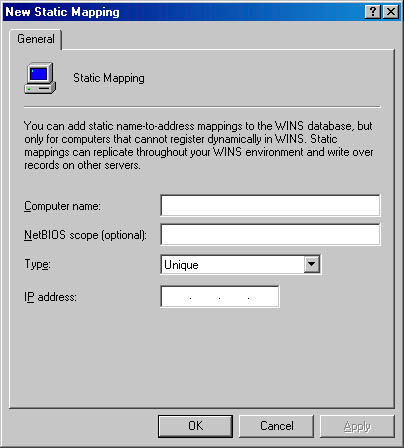 New Static Mapping
General
Static Mapping
You can add static name-to-address mappings to the WINS database, but
only for computers that cannot register dynamically in WINS. Static
mappings can replicate throughout your WINS environment and write over
records on other servers.
Computer name:
NetBIOS scope (optional):
Type:
Unique
IP address:
. . .
OK
Cancel
Apply